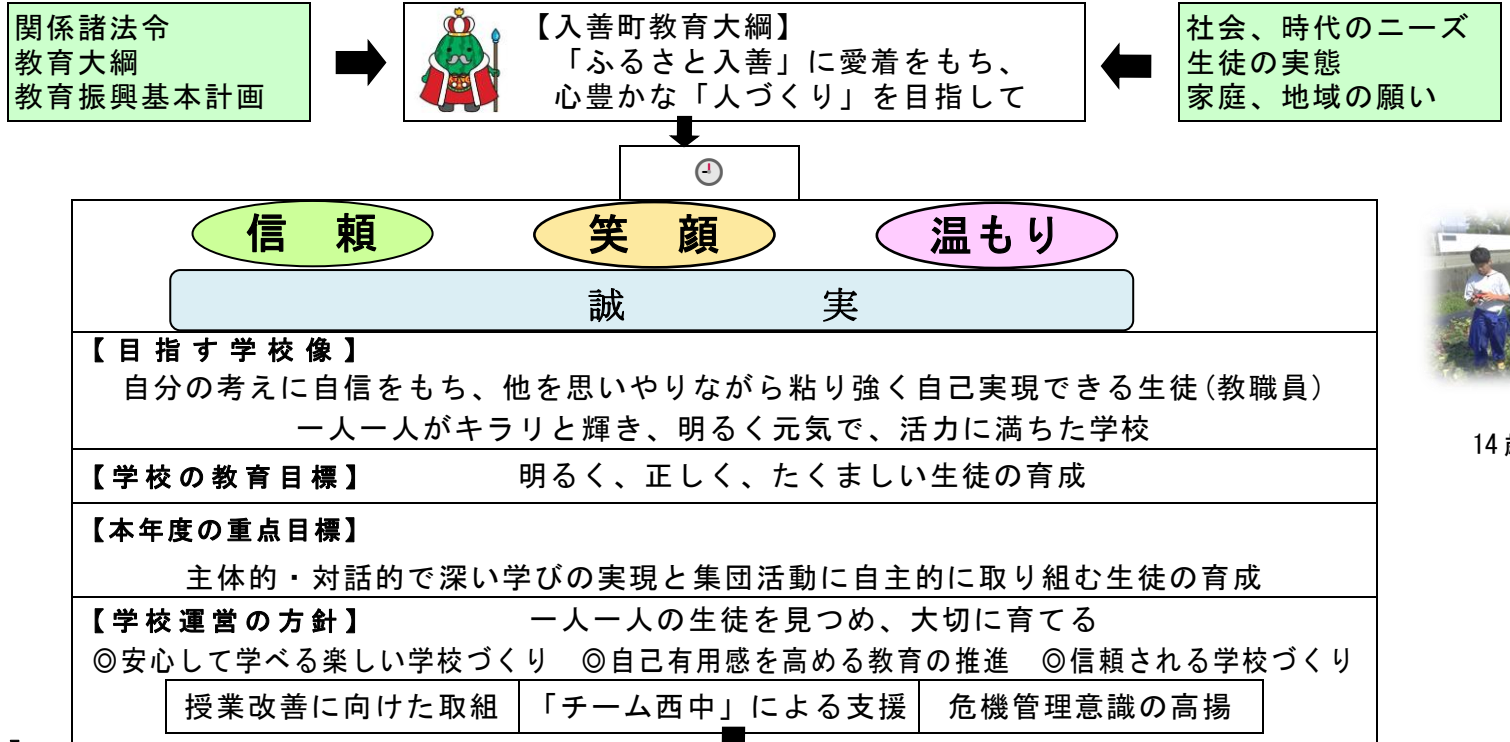 関係諸法令
教育大綱
教育振興基本計画
【入善町教育大綱】
「ふるさと入善」に愛着をもち、
心豊かな「人づくり」を目指して
社会、時代のニーズ
生徒の実態
家庭、地域の願い
信 頼
笑 顔
温もり
誠 実
【目指す学校像】
自分の考えに自信をもち、他を思いやりながら粘り強く自己実現できる生徒(教職員)
一人一人がキラリと輝き、明るく元気で、活力に満ちた学校
【学校の教育目標】 明るく、正しく、たくましい生徒の育成
【本年度の重点目標】
主体的・対話的で深い学びの実現と集団活動に自主的に取り組む生徒の育成
【学校運営の方針】 一人一人の生徒を見つめ、大切に育てる
◎安心して学べる楽しい学校づくり ◎自己有用感を高める教育の推進 ◎信頼される学校づくり
授業改善に向けた取組
「チーム西中」による支援
危機管理意識の高揚
14